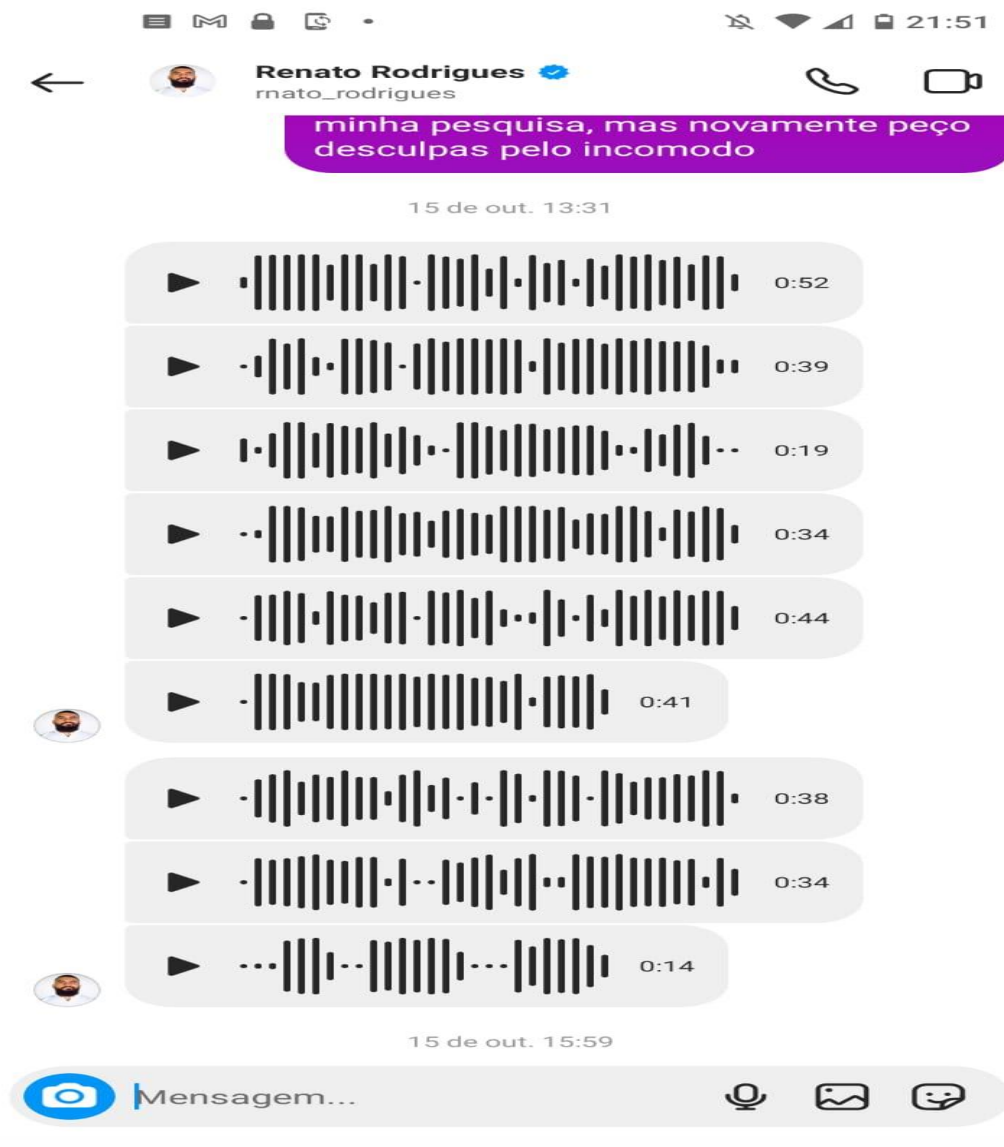 21:51
Renato Rodrigues
rnato_rodrigues
minha pesquisa, mas novamente peço
desculpas pelo incomodo
15 de out. 13:31
0:52
0:39
0:19
0:34
0:44
0:41
0:38
0:34
0:14
15 de out. 15:59
Mensagem...